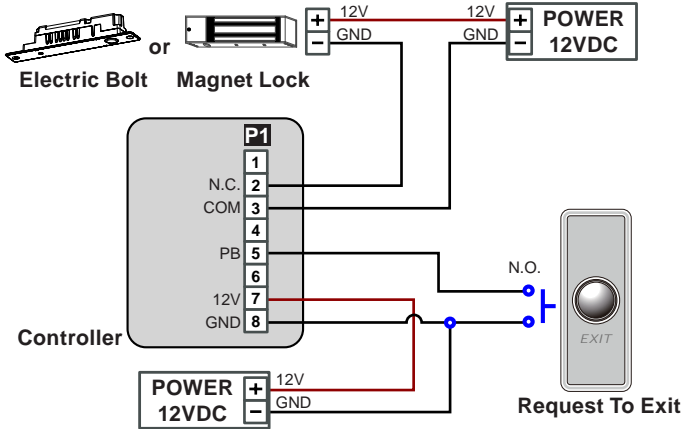 + 12V 12V + POWER
- GND GND - 12VDC
or
Electric Bolt Magnet Lock
P1
1
N.C. 2
COM 3
4
PB 5
6
12V 7
GND 8
Controller
N.O.
EXIT
Request To Exit
POWER + 12V
12VDC - GND